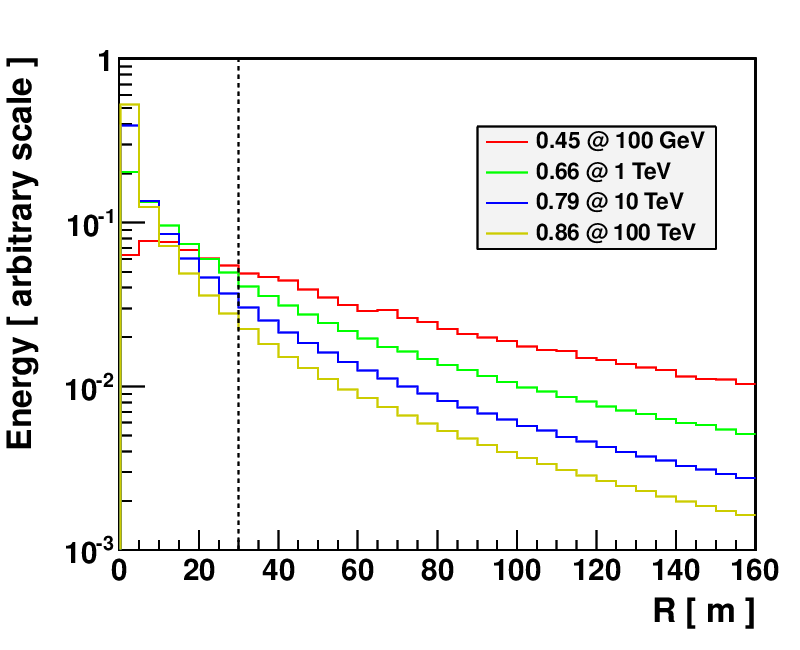 Energy [ arbitrary scale ]
1
10⁻¹
10⁻²
10⁻³
0.45 @ 100 GeV
0.66 @ 1 TeV
0.79 @ 10 TeV
0.86 @ 100 TeV
0 20 40 60 80 100 120 140 160
R [ m ]